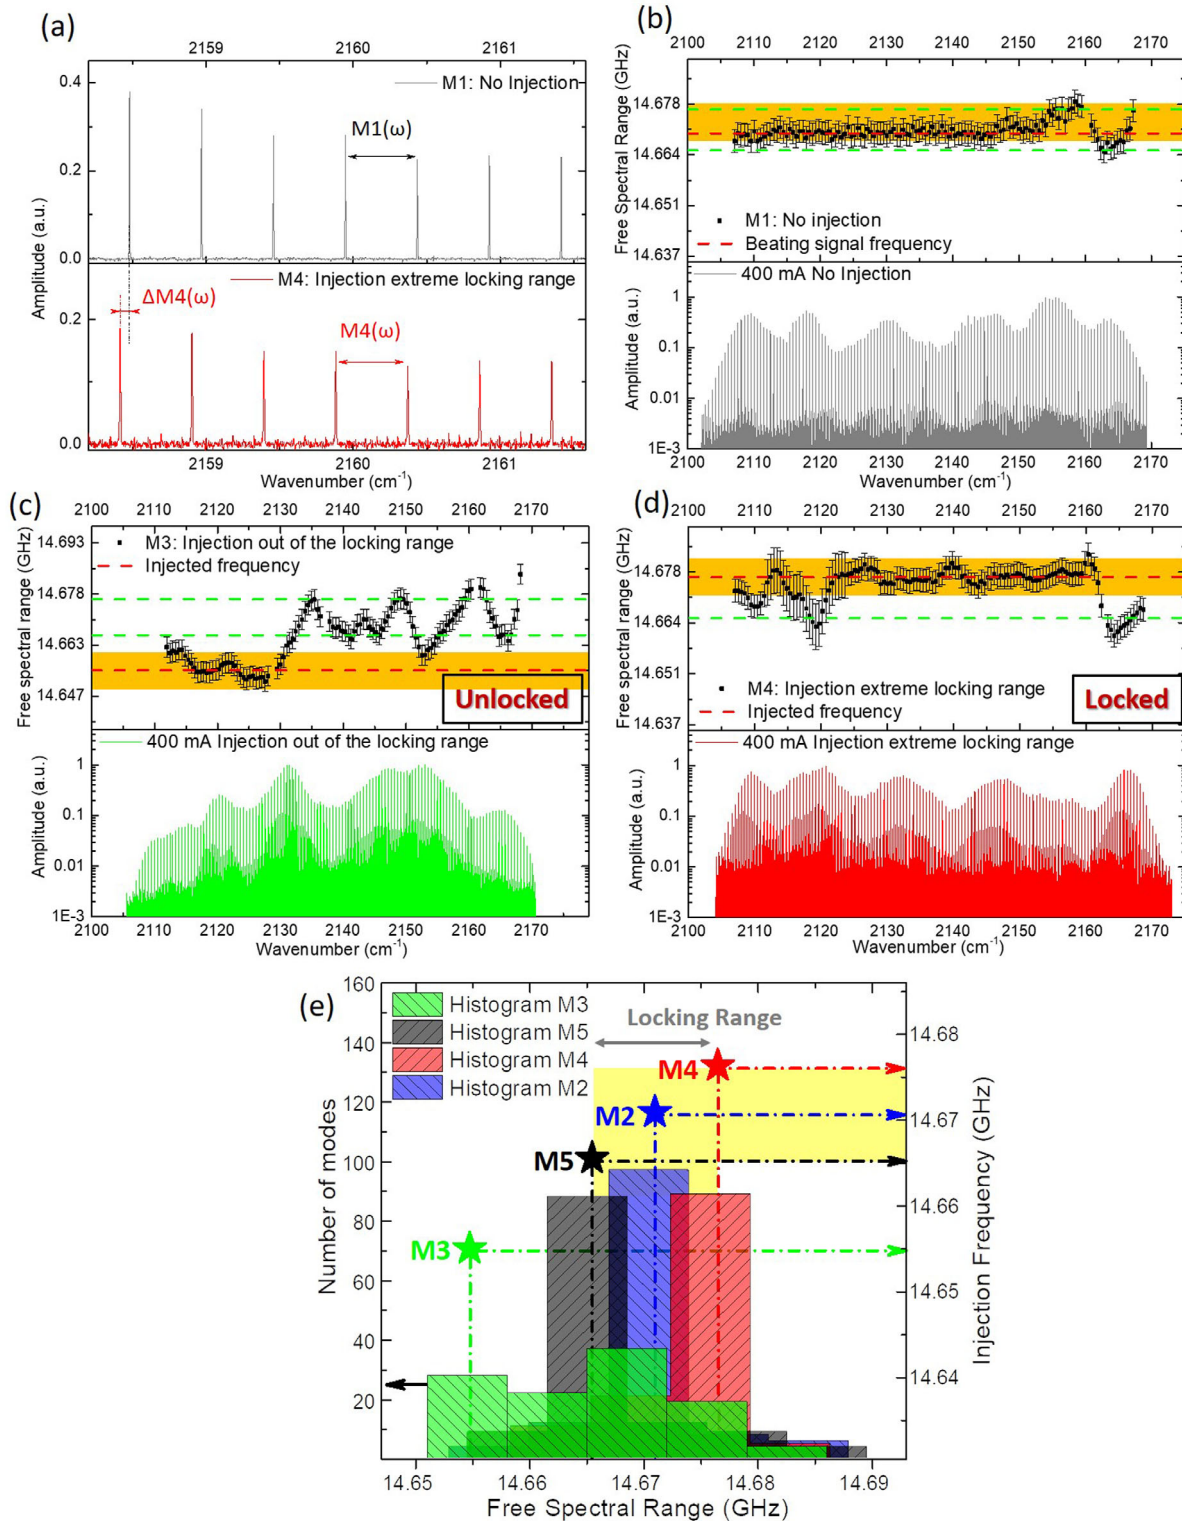 (a)
2159 2160 2161
M1: No Injection
0.4
M1(ω)
0.2
0.0
Amplitude (a.u.)
M4: Injection extreme locking range
ΔM4(ω)
0.2
M4(ω)
0.0
2159 2160 2161
Wavenumber (cm⁻¹)
(b)
2100 2110 2120 2130 2140 2150 2160 2170
Free Spectral Range (GHz)
14.678
14.664
14.651
14.637
M1: No injection
Beating signal frequency
400 mA No Injection
Amplitude (a.u.)
1
0.1
0.01
1E-3
2100 2110 2120 2130 2140 2150 2160 2170
Wavenumber (cm⁻¹)
(c)
2100 2110 2120 2130 2140 2150 2160 2170
Free spectral range (GHz)
14.693
14.678
14.663
14.647
M3: Injection out of the locking range
Injected frequency
Unlocked
400 mA Injection out of the locking range
Amplitude (a.u.)
1
0.1
0.01
1E-3
2100 2110 2120 2130 2140 2150 2160 2170
Wavenumber (cm⁻¹)
(d)
2100 2110 2120 2130 2140 2150 2160 2170
Free spectral range (GHz)
14.678
14.664
14.651
14.637
M4: Injection extreme locking range
Injected frequency
Locked
400 mA Injection extreme locking range
Amplitude (a.u.)
1
0.1
0.01
1E-3
2100 2110 2120 2130 2140 2150 2160 2170
Wavenumber (cm⁻¹)
(e)
160
140
120
100
80
60
40
20
Number of modes
Histogram M3
Histogram M5
Histogram M4
Histogram M2
Locking Range
M4
M2
M5
M3
14.68
14.67
14.66
14.65
14.64
Injection Frequency (GHz)
14.65 14.66 14.67 14.68 14.69
Free Spectral Range (GHz)